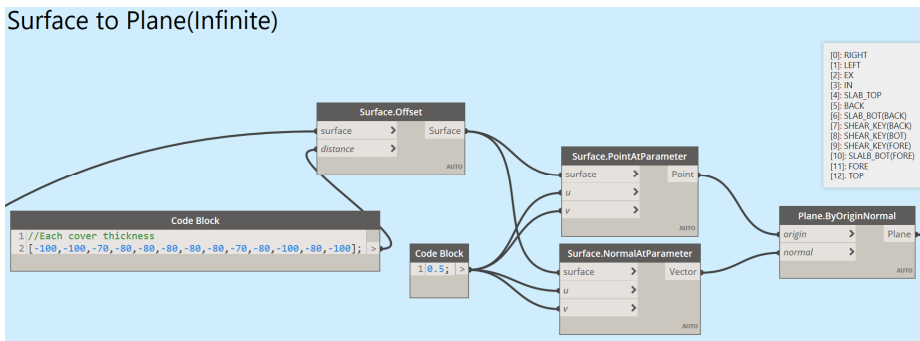 Surface to Plane(Infinite)
[0]: RIGHT
[1]: LEFT
[2]: EX
[3]: IN
[4]: SLAB_TOP
[5]: BACK
[6]: SLAB_BOT(BACK)
[7]: SHEAR_KEY(BACK)
[8]: SHEAR_KEY(BOT)
[9]: SHEAR_KEY(FORE)
[10]: SLALB_BOT(FORE)
[11]: FORE
[12]. TOP
Surface.Offset
surface > Surface
distance >
AUTO
Code Block
1 //Each cover thickness
2 [-100,-100,-70,-80,-80,-80,-80,-80,-70,-80,-100,-80,-100]; >
Code Block
1 0.5; >
Surface.PointAtParameter
surface > Point
u >
v >
AUTO
Surface.NormalAtParameter
surface > Vector
u >
v >
AUTO
Plane.ByOriginNormal
origin > Plane
normal >
AUTO